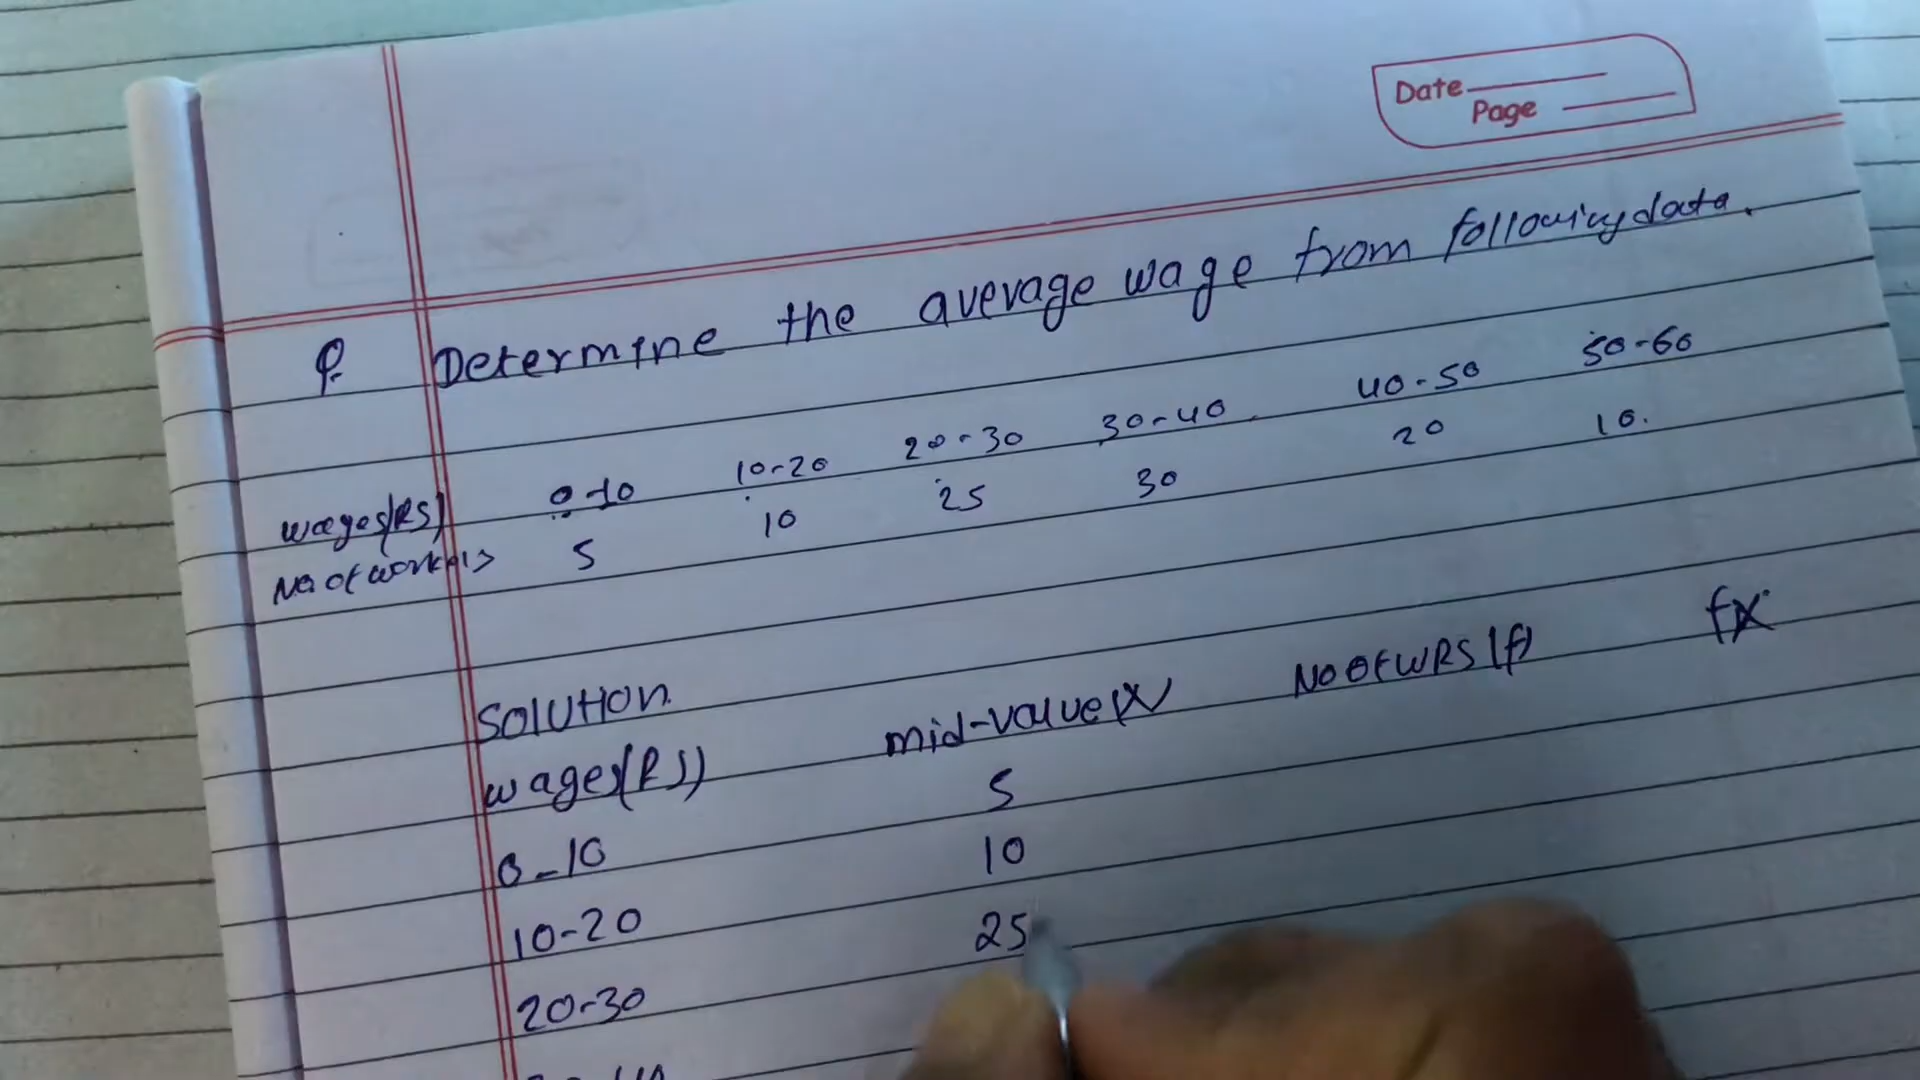 Date
Page
Q. Determine the average wage from following data.
wages(RS) 0-10 10-20 20-30 30-40 40-50 50-60
No of workers 5 10 25 30 20 10.
SOLUTION.
wages(RS) mid-value(X) No of WRS(f) fX
0-10 5
10-20 10
20-30 25